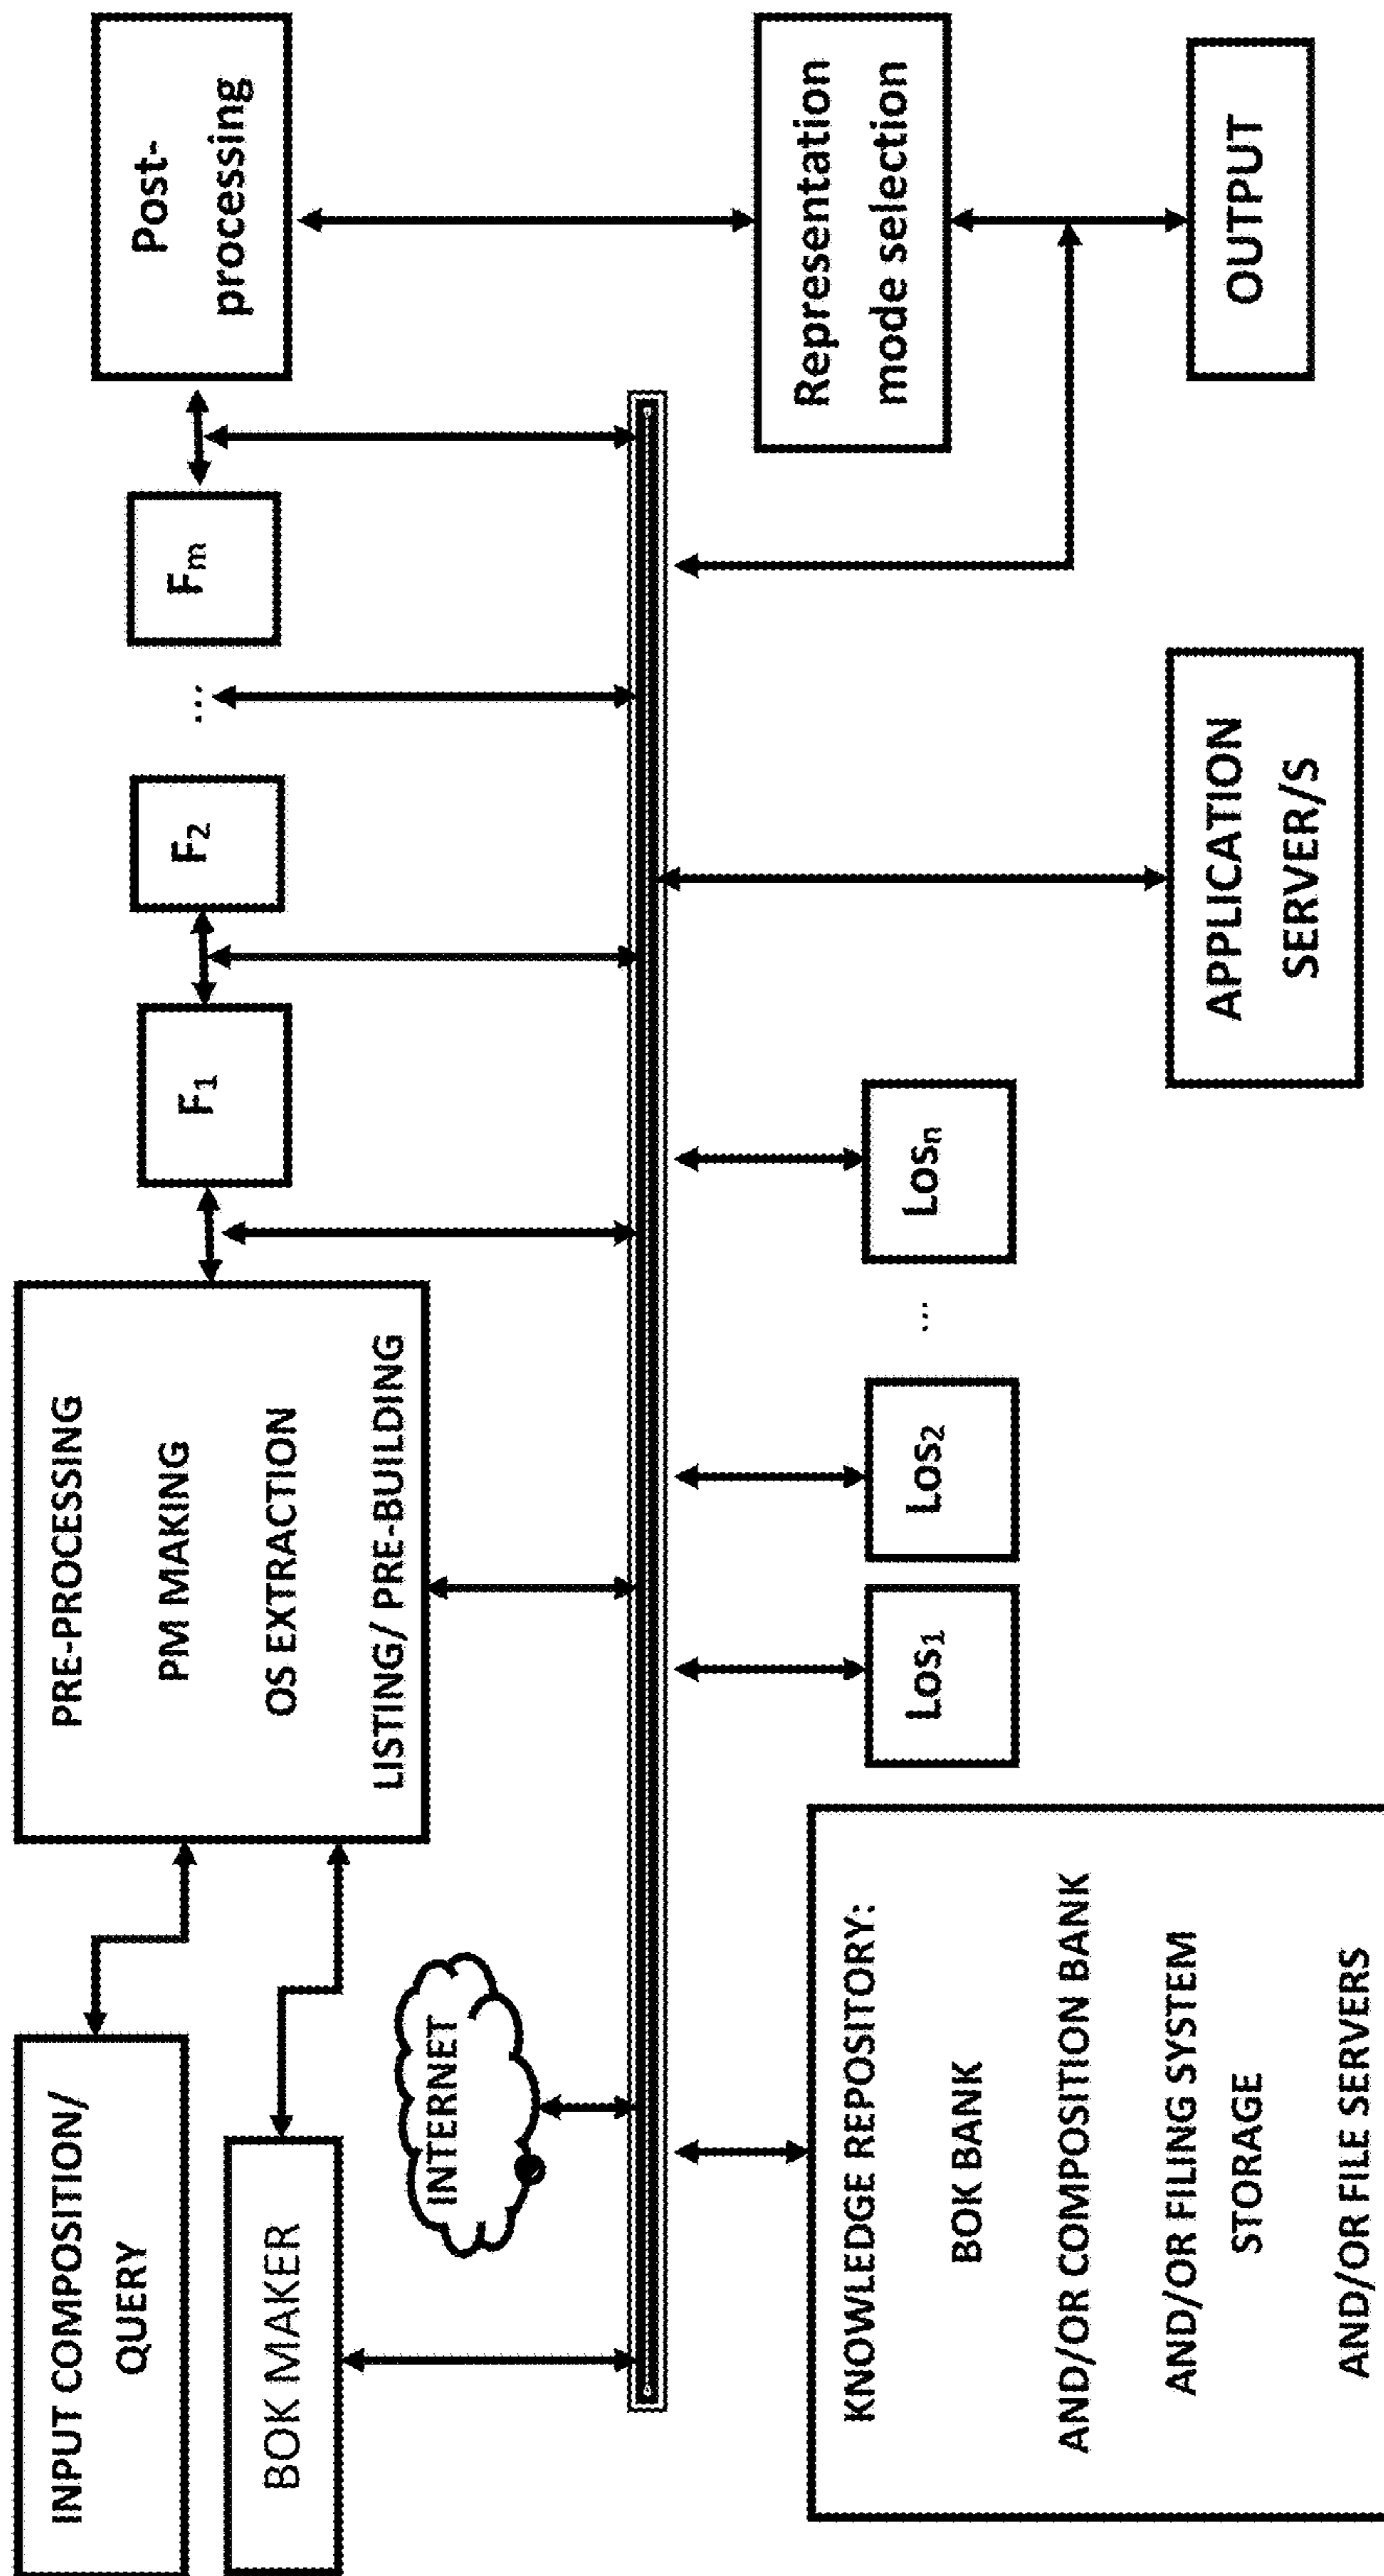 INPUT COMPOSITION/
QUERY
BOK MAKER
INTERNET
PRE-PROCESSING
PM MAKING
OS EXTRACTION
LISTING/ PRE-BUILDING
F₁
F₂
...
Fₘ
Post-
processing
KNOWLEDGE REPOSITORY:
BOK BANK
AND/OR COMPOSITION BANK
AND/OR FILING SYSTEM
STORAGE
AND/OR FILE SERVERS
LOS₁
LOS₂
...
LOSₙ
APPLICATION
SERVER/S
Representation
mode selection
OUTPUT